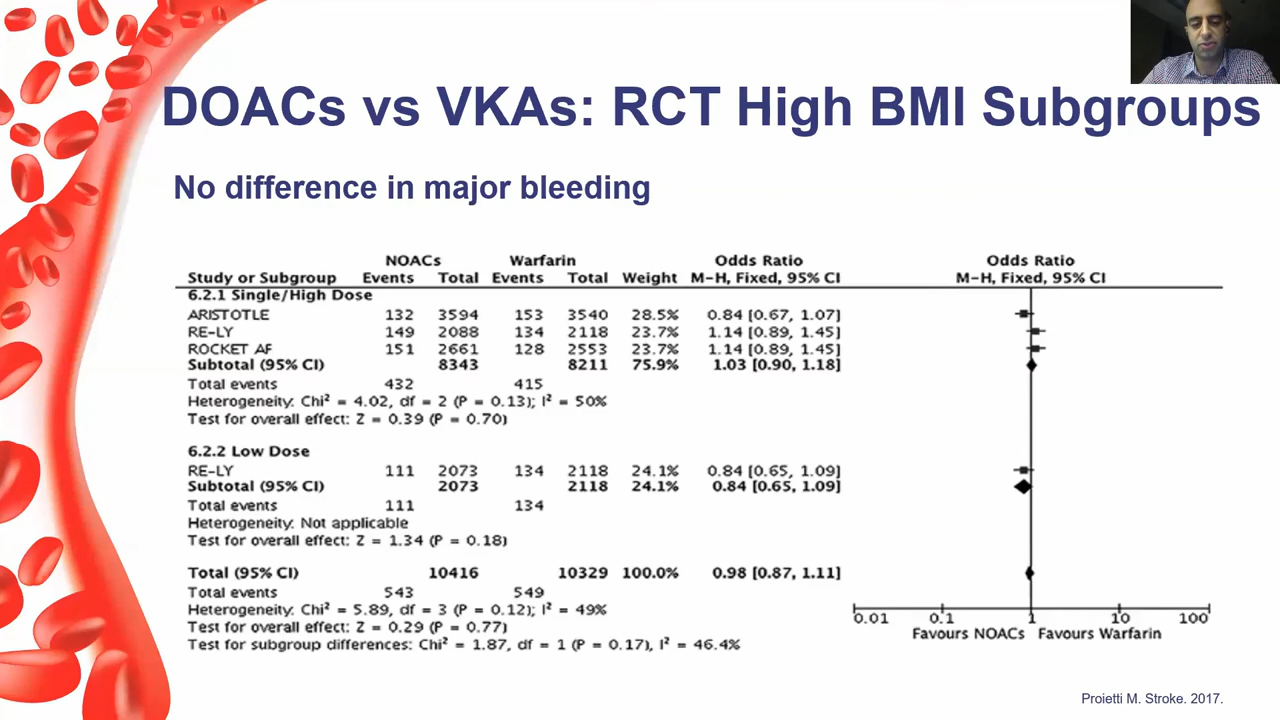 DOACs vs VKAs: RCT High BMI Subgroups
No difference in major bleeding
NOACs Warfarin Odds Ratio Odds Ratio
Study or Subgroup Events Total Events Total Weight M-H, Fixed, 95% CI M-H, Fixed, 95% CI
6.2.1 Single/High Dose
ARISTOTLE 132 3594 153 3540 28.5% 0.84 [0.67, 1.07]
RE-LY 149 2088 134 2118 23.7% 1.14 [0.89, 1.45]
ROCKET AF 151 2661 128 2553 23.7% 1.14 [0.89, 1.45]
Subtotal (95% CI) 8343 8211 75.9% 1.03 [0.90, 1.18]
Total events 432 415
Heterogeneity: Chi² = 4.02, df = 2 (P = 0.13); I² = 50%
Test for overall effect: Z = 0.39 (P = 0.70)
6.2.2 Low Dose
RE-LY 111 2073 134 2118 24.1% 0.84 [0.65, 1.09]
Subtotal (95% CI) 2073 2118 24.1% 0.84 [0.65, 1.09]
Total events 111 134
Heterogeneity: Not applicable
Test for overall effect: Z = 1.34 (P = 0.18)
Total (95% CI) 10416 10329 100.0% 0.98 [0.87, 1.11]
Total events 543 549
Heterogeneity: Chi² = 5.89, df = 3 (P = 0.12); I² = 49%
Test for overall effect: Z = 0.29 (P = 0.77)
Test for subgroup differences: Chi² = 1.87, df = 1 (P = 0.17), I² = 46.4%
0.01 0.1 1 10 100
Favours NOACs Favours Warfarin
Proietti M. Stroke. 2017.